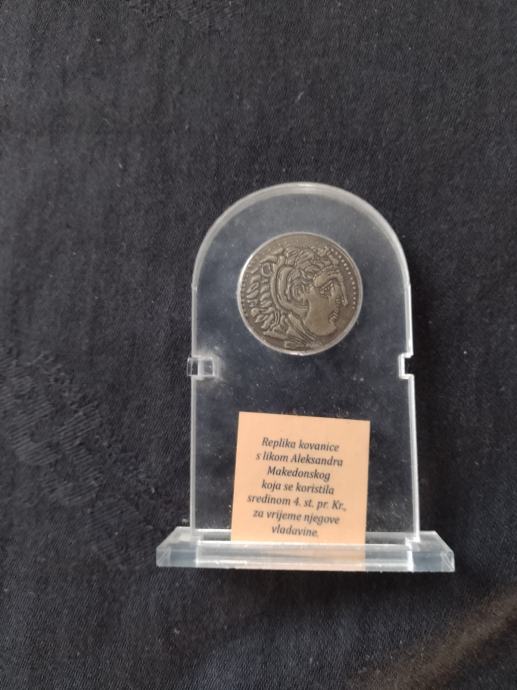 Replika kovanice
s likom Aleksandra
Makedonskog
koja se koristila
sredinom 4. st. pr. Kr.,
za vrijeme njegove
vladavine.